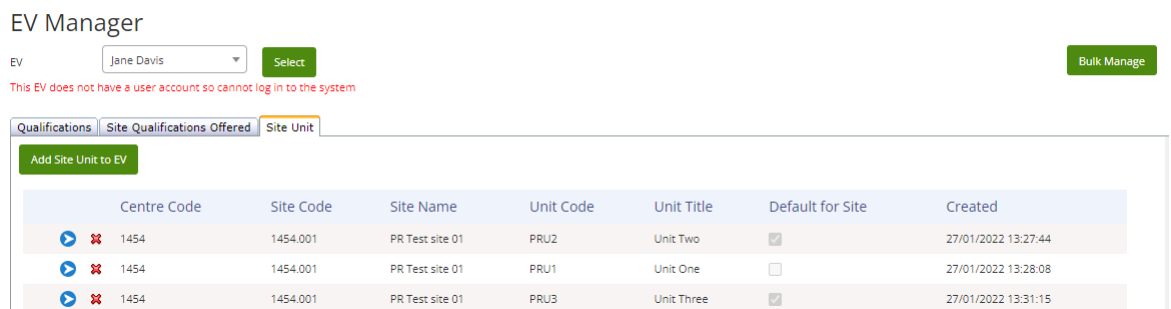 EV Manager
EV Jane Davis Select Bulk Manage
This EV does not have a user account so cannot log in to the system
Qualifications Site Qualifications Offered Site Unit
Add Site Unit to EV
Centre Code Site Code Site Name Unit Code Unit Title Default for Site Created
1454 1454.001 PR Test site 01 PRU2 Unit Two 27/01/2022 13:27:44
1454 1454.001 PR Test site 01 PRU1 Unit One 27/01/2022 13:28:08
1454 1454.001 PR Test site 01 PRU3 Unit Three 27/01/2022 13:31:15